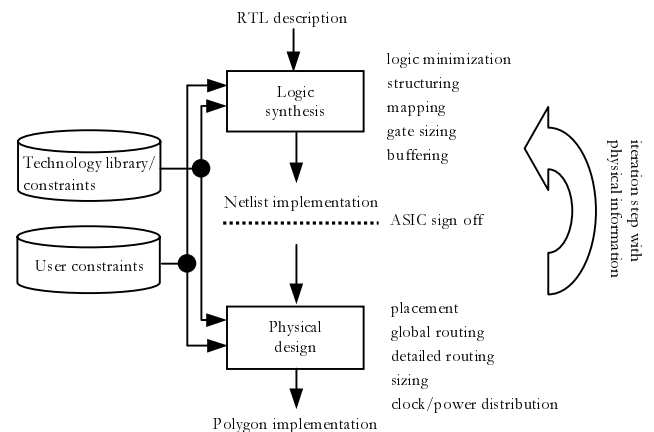 RTL description
Logic
synthesis
logic minimization
structuring
mapping
gate sizing
buffering
Technology library/
constraints
Netlist implementation
ASIC sign off
User constraints
Physical
design
placement
global routing
detailed routing
sizing
clock/power distribution
Polygon implementation
iteration step with
physical information